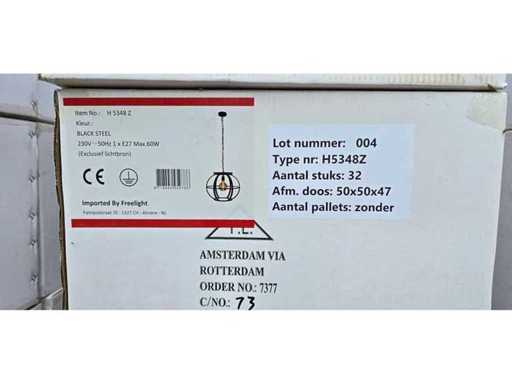 Item No.: H 5348 Z
Kleur.:
BLACK STEEL
230V ~ 50Hz 1 x E27 Max.60W
(Exclusief lichtbron)
CE
Imported By Freelight.
Lot nummer: 004
Type nr: H5348Z
Aantal stuks: 32
Afm. doos: 50x50x47
Aantal pallets: zonder
AMSTERDAM VIA
ROTTERDAM
ORDER NO.: 7377
C/NO.: 73